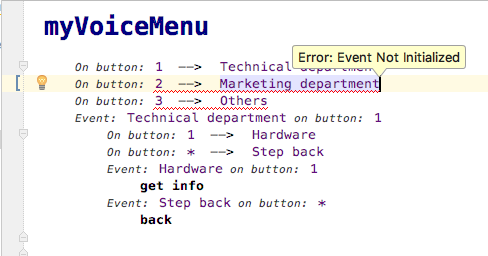 myVoiceMenu
On button: 1 --> Technical department
Error: Event Not Initialized
On button: 2 --> Marketing department
On button: 3 --> Others
Event: Technical department on button: 1
On button: 1 --> Hardware
On button: * --> Step back
Event: Hardware on button: 1
get info
Event: Step back on button: *
back